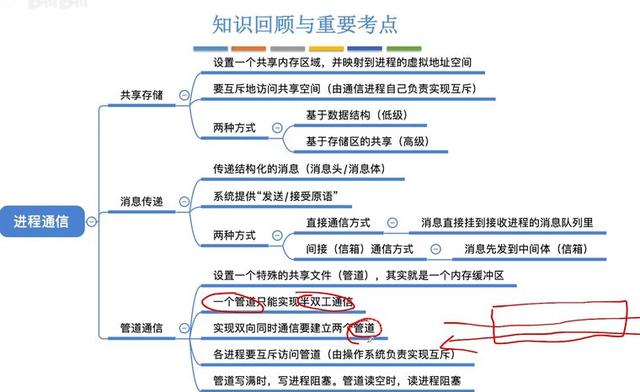 知识回顾与重要考点
设置一个共享内存区域，并映射到进程的虚拟地址空间
共享存储
要互斥地访问共享空间（由通信进程自己负责实现互斥）
两种方式
基于数据结构（低级）
基于存储区的共享（高级）
传递结构化的消息（消息头/消息体）
消息传递
系统提供“发送/接受原语”
进程通信
两种方式
直接通信方式
消息直接挂到接收进程的消息队列里
间接（信箱）通信方式
消息先发到中间体（信箱）
设置一个特殊的共享文件（管道），其实就是一个内存缓冲区
一个管道只能实现半双工通信
管道通信
实现双向同时通信要建立两个管道
各进程要互斥访问管道（由操作系统负责实现互斥）
管道写满时，写进程阻塞。管道读空时，读进程阻塞